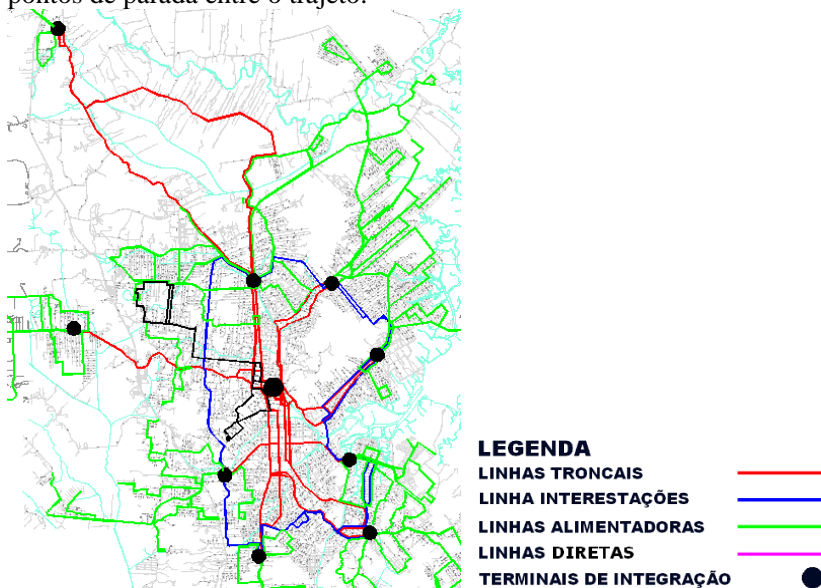 pontos de parada entre o trajeto.
LEGENDA
LINHAS TRONCAIS
LINHA INTERESTAÇÕES
LINHAS ALIMENTADORAS
LINHAS DIRETAS
TERMINAIS DE INTEGRAÇÃO